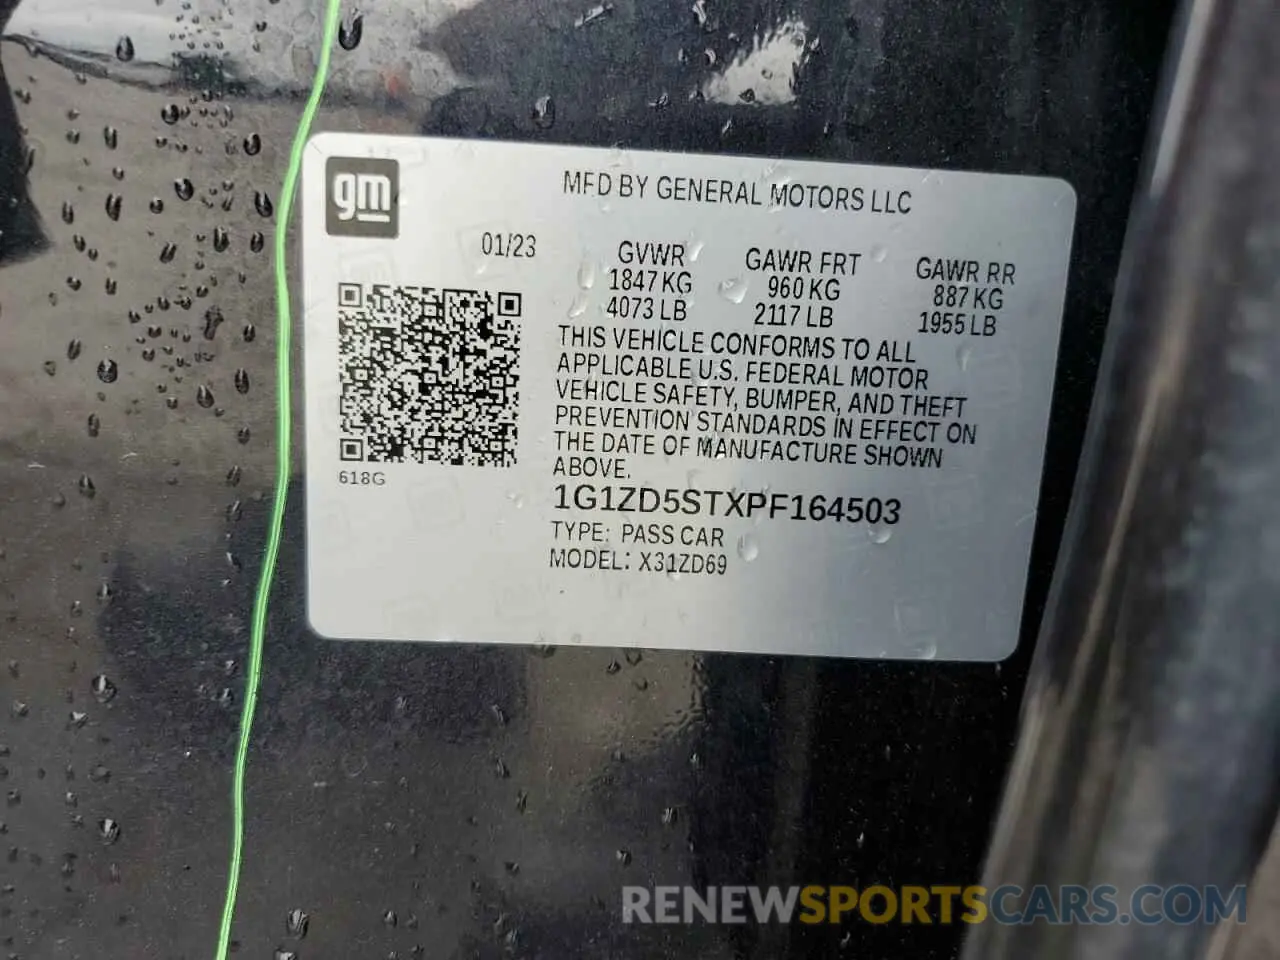 gm
MFD BY GENERAL MOTORS LLC
01/23
GVWR
1847 KG
4073 LB
GAWR FRT
960 KG
2117 LB
GAWR RR
887 KG
1955 LB
THIS VEHICLE CONFORMS TO ALL
APPLICABLE U.S. FEDERAL MOTOR
VEHICLE SAFETY, BUMPER, AND THEFT
PREVENTION STANDARDS IN EFFECT ON
THE DATE OF MANUFACTURE SHOWN
ABOVE.
618G
1G1ZD5STXPF164503
TYPE: PASS CAR
MODEL: X31ZD69
RENEWSPORTSCARS.COM